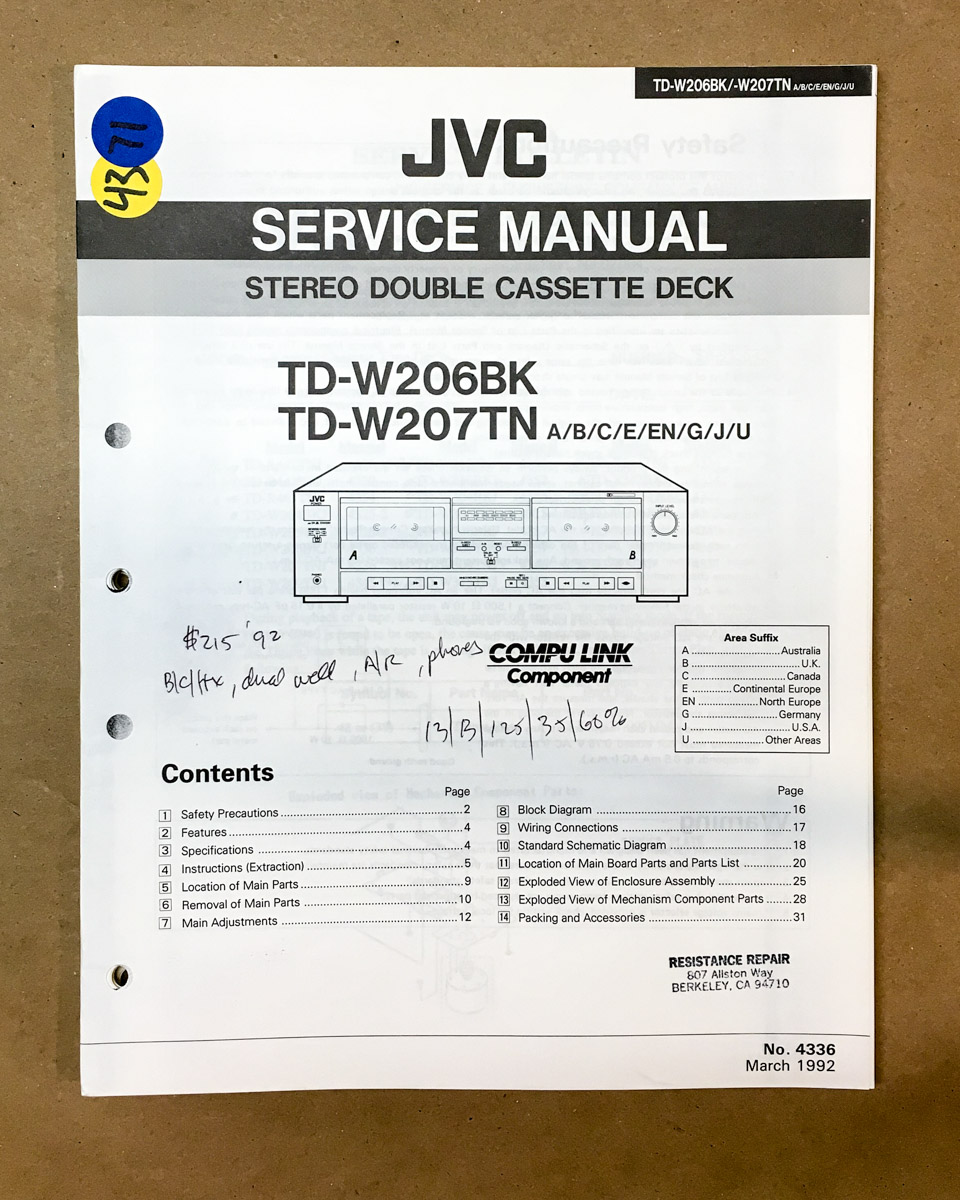 TD-W206BK/-W207TN A/B/C/E/EN/G/J/U
JVC
71
43
SERVICE MANUAL
STEREO DOUBLE CASSETTE DECK
TD-W206BK
TD-W207TN A/B/C/E/EN/G/J/U
JVC
A
B
$215 '92
B/C/Hx, dual well, A/R, phones
COMPU LINK
Component
13/B/125/35/60%
Area Suffix
A ..............................Australia
B ......................................U.K.
C ................................Canada
E .............Continental Europe
EN ....................North Europe
G ..............................Germany
J ....................................U.S.A.
U .........................Other Areas
Contents
Page
1 Safety Precautions ........................................................ 2
2 Features ........................................................................ 4
3 Specifications ................................................................ 4
4 Instructions (Extraction) ................................................ 5
5 Location of Main Parts .................................................. 9
6 Removal of Main Parts ................................................ 10
7 Main Adjustments ...................................................... 12
Page
8 Block Diagram ............................................................ 16
9 Wiring Connections .................................................... 17
10 Standard Schematic Diagram ...................................... 18
11 Location of Main Board Parts and Parts List .............. 20
12 Exploded View of Enclosure Assembly ...................... 25
13 Exploded View of Mechanism Component Parts ........ 28
14 Packing and Accessories ............................................ 31
RESISTANCE REPAIR
807 Allston Way
BERKELEY, CA 94710
No. 4336
March 1992